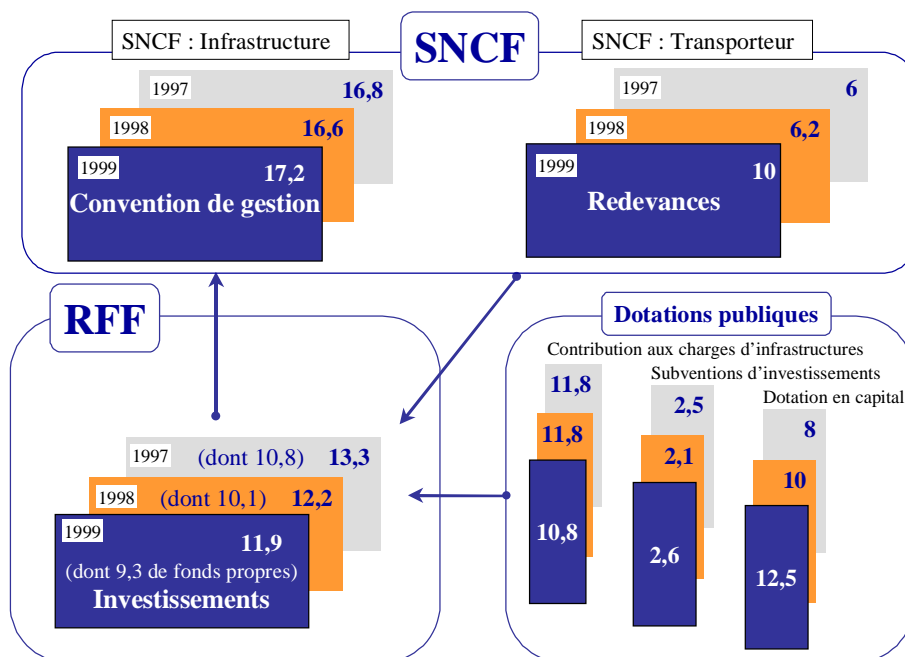 SNCF : Infrastructure
SNCF
SNCF : Transporteur
1997
16,8
1998
16,6
1999
17,2
Convention de gestion
1997
6
1998
6,2
1999
10
Redevances
RFF
1997
(dont 10,8)
13,3
1998
(dont 10,1)
12,2
1999
11,9
(dont 9,3 de fonds propres)
Investissements
Dotations publiques
Contribution aux charges d’infrastructures
Subventions d’investissements
Dotation en capital
11,8
11,8
10,8
2,5
2,1
2,6
8
10
12,5